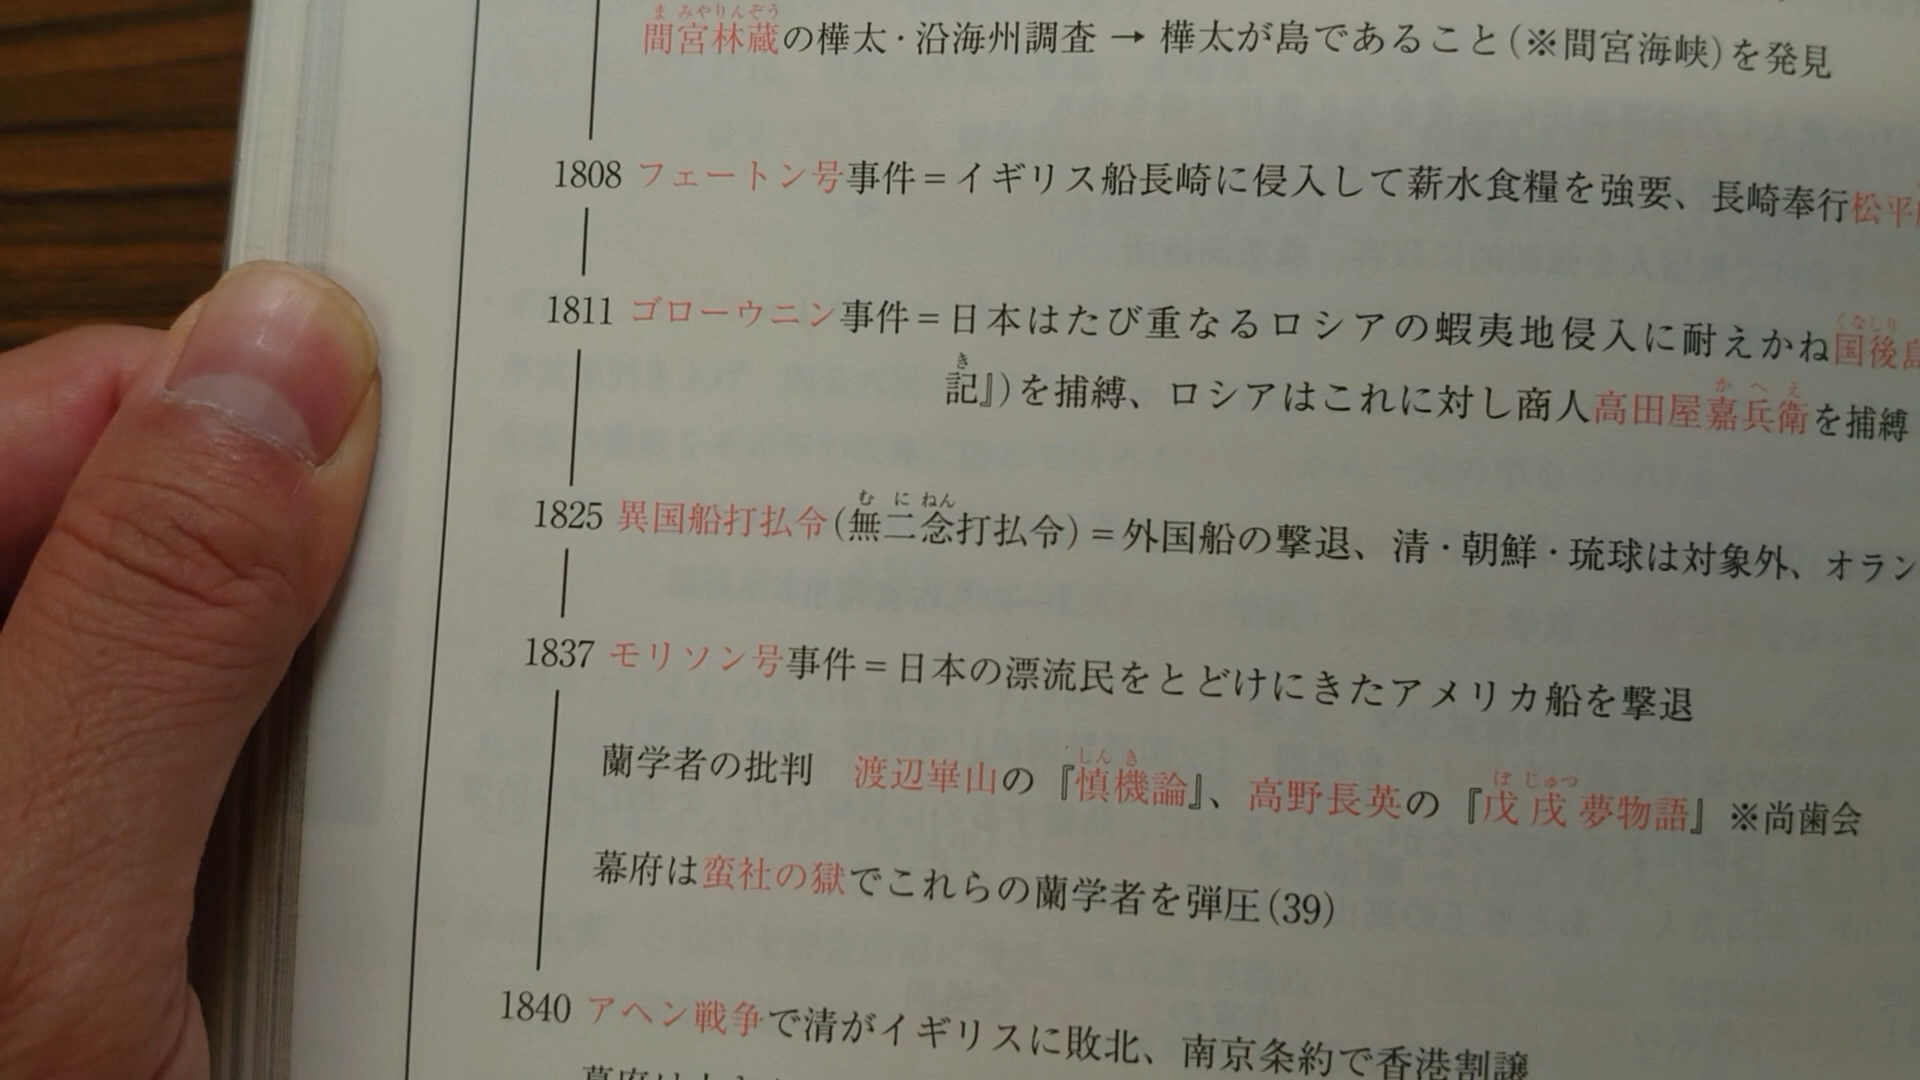 ま みやりんぞう
間宮林蔵の樺太・沿海州調査 → 樺太が島であること(※間宮海峡)を発見
1808 フェートン号事件=イギリス船長崎に侵入して薪水食糧を強要、長崎奉行松平
くなしり
1811 ゴローウニン事件=日本はたび重なるロシアの蝦夷地侵入に耐えかね国後島
き か へ え
記』)を捕縛、ロシアはこれに対し商人高田屋嘉兵衛を捕縛
む に ねん
1825 異国船打払令(無二念打払令)=外国船の撃退、清・朝鮮・琉球は対象外、オラン
1837 モリソン号事件=日本の漂流民をとどけにきたアメリカ船を撃退
しん き ぼ じゅつ
蘭学者の批判 渡辺崋山の『慎機論』、高野長英の『戊戌夢物語』※尚歯会
幕府は蛮社の獄でこれらの蘭学者を弾圧(39)
1840 アヘン戦争で清がイギリスに敗北、南京条約で香港割譲
幕府は